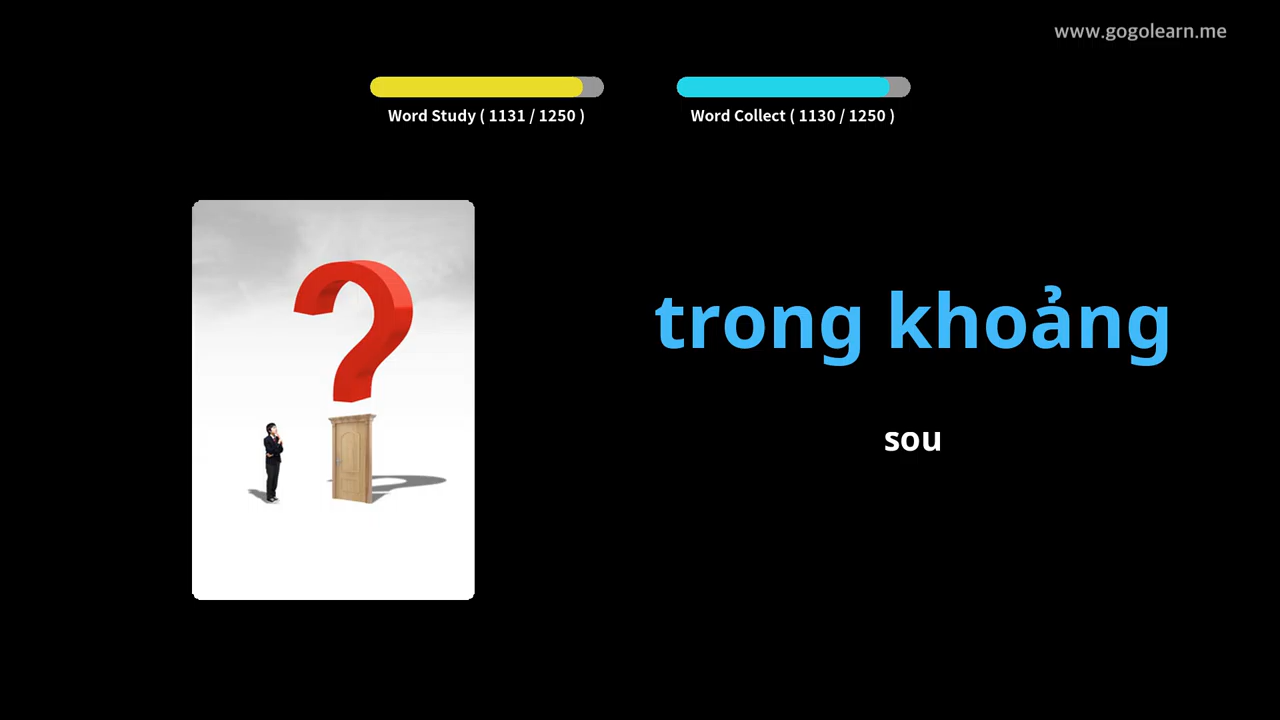 www.gogolearn.me
Word Study ( 1131 / 1250 )
Word Collect ( 1130 / 1250 )
trong khoảng
sou